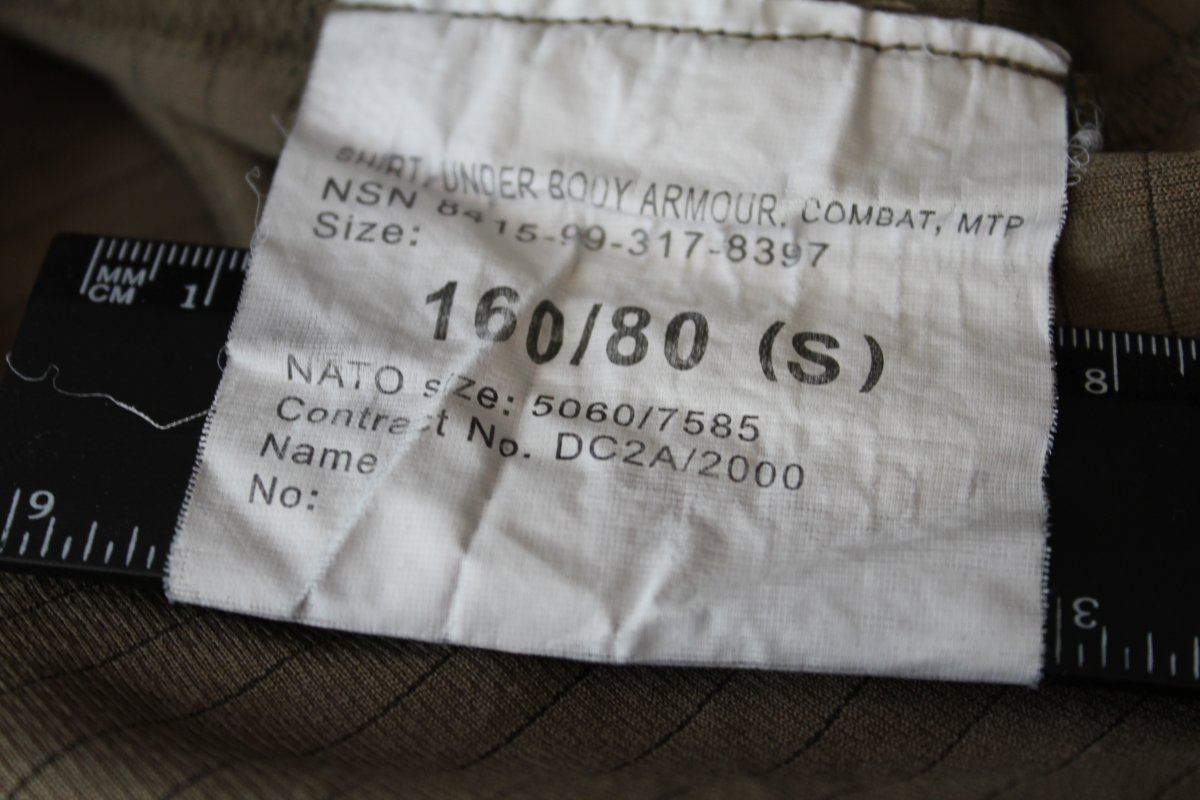 SHIRT, UNDER BODY ARMOUR, COMBAT, MTP
NSN 8415-99-317-8397
Size:
160/80 (S)
NATO size: 5060/7585
Contract No. DC2A/2000
Name
No:
MM
CM 1
8
9
3